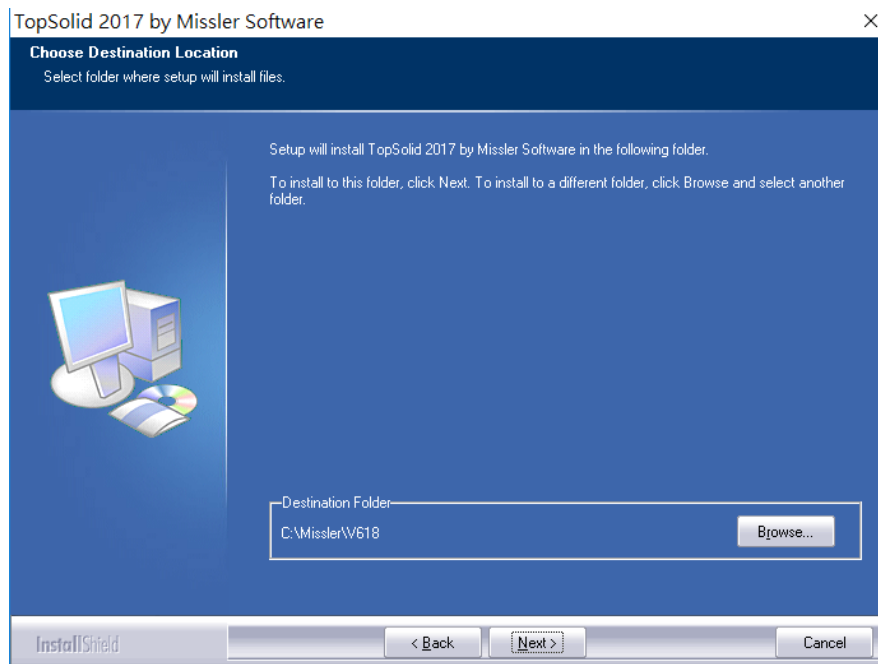 TopSolid 2017 by Missler Software
Choose Destination Location
Select folder where setup will install files.
Setup will install TopSolid 2017 by Missler Software in the following folder.
To install to this folder, click Next. To install to a different folder, click Browse and select another
folder.
Destination Folder
C:\Missler\V618
Browse...
InstallShield
< Back
Next >
Cancel